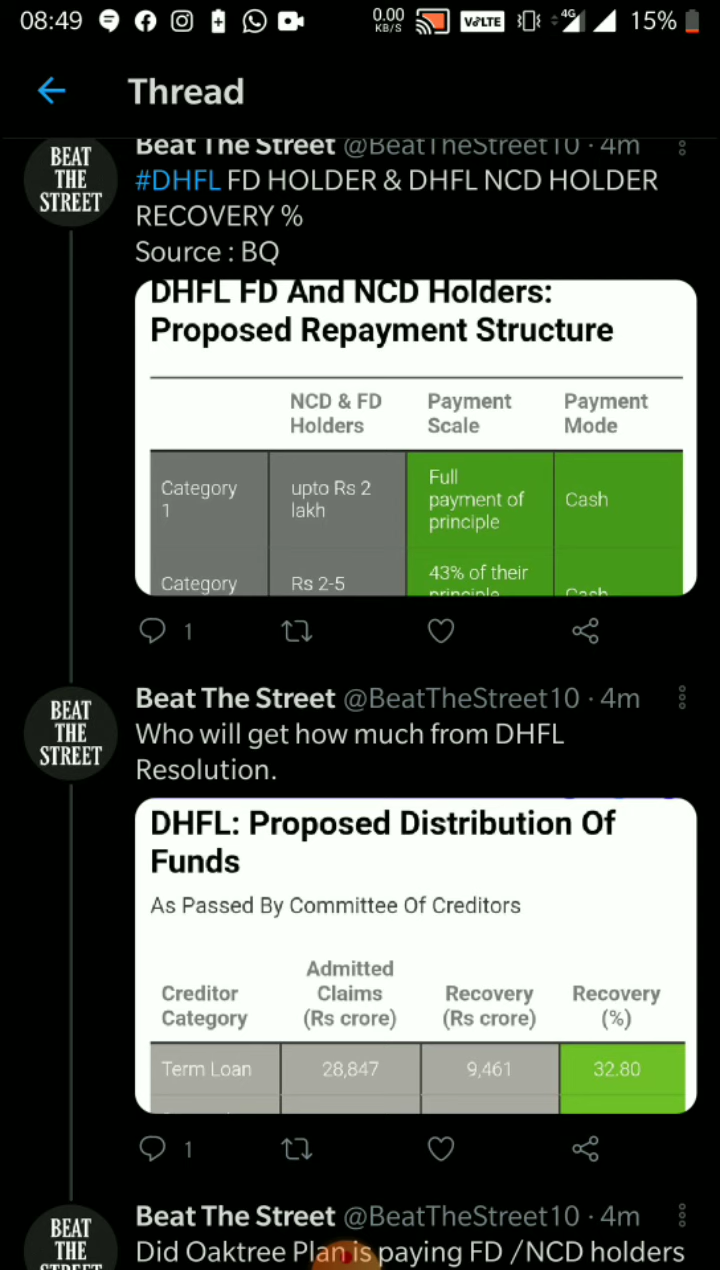 08:49
0.00
KB/S
VoLTE
4G
15%
Thread
BEAT
THE
STREET
Beat The Street @BeatTheStreet10 · 4m
#DHFL FD HOLDER & DHFL NCD HOLDER
RECOVERY %
Source : BQ
DHFL FD And NCD Holders:
Proposed Repayment Structure
NCD & FD
Holders
Payment
Scale
Payment
Mode
Category
1
upto Rs 2
lakh
Full
payment of
principle
Cash
Category
Rs 2-5
43% of their
principle
Cash
1
BEAT
THE
STREET
Beat The Street @BeatTheStreet10 · 4m
Who will get how much from DHFL
Resolution.
DHFL: Proposed Distribution Of
Funds
As Passed By Committee Of Creditors
Creditor
Category
Admitted
Claims
(Rs crore)
Recovery
(Rs crore)
Recovery
(%)
Term Loan
28,847
9,461
32.80
1
BEAT
THE
STREET
Beat The Street @BeatTheStreet10 · 4m
Did Oaktree Plan is paying FD /NCD holders